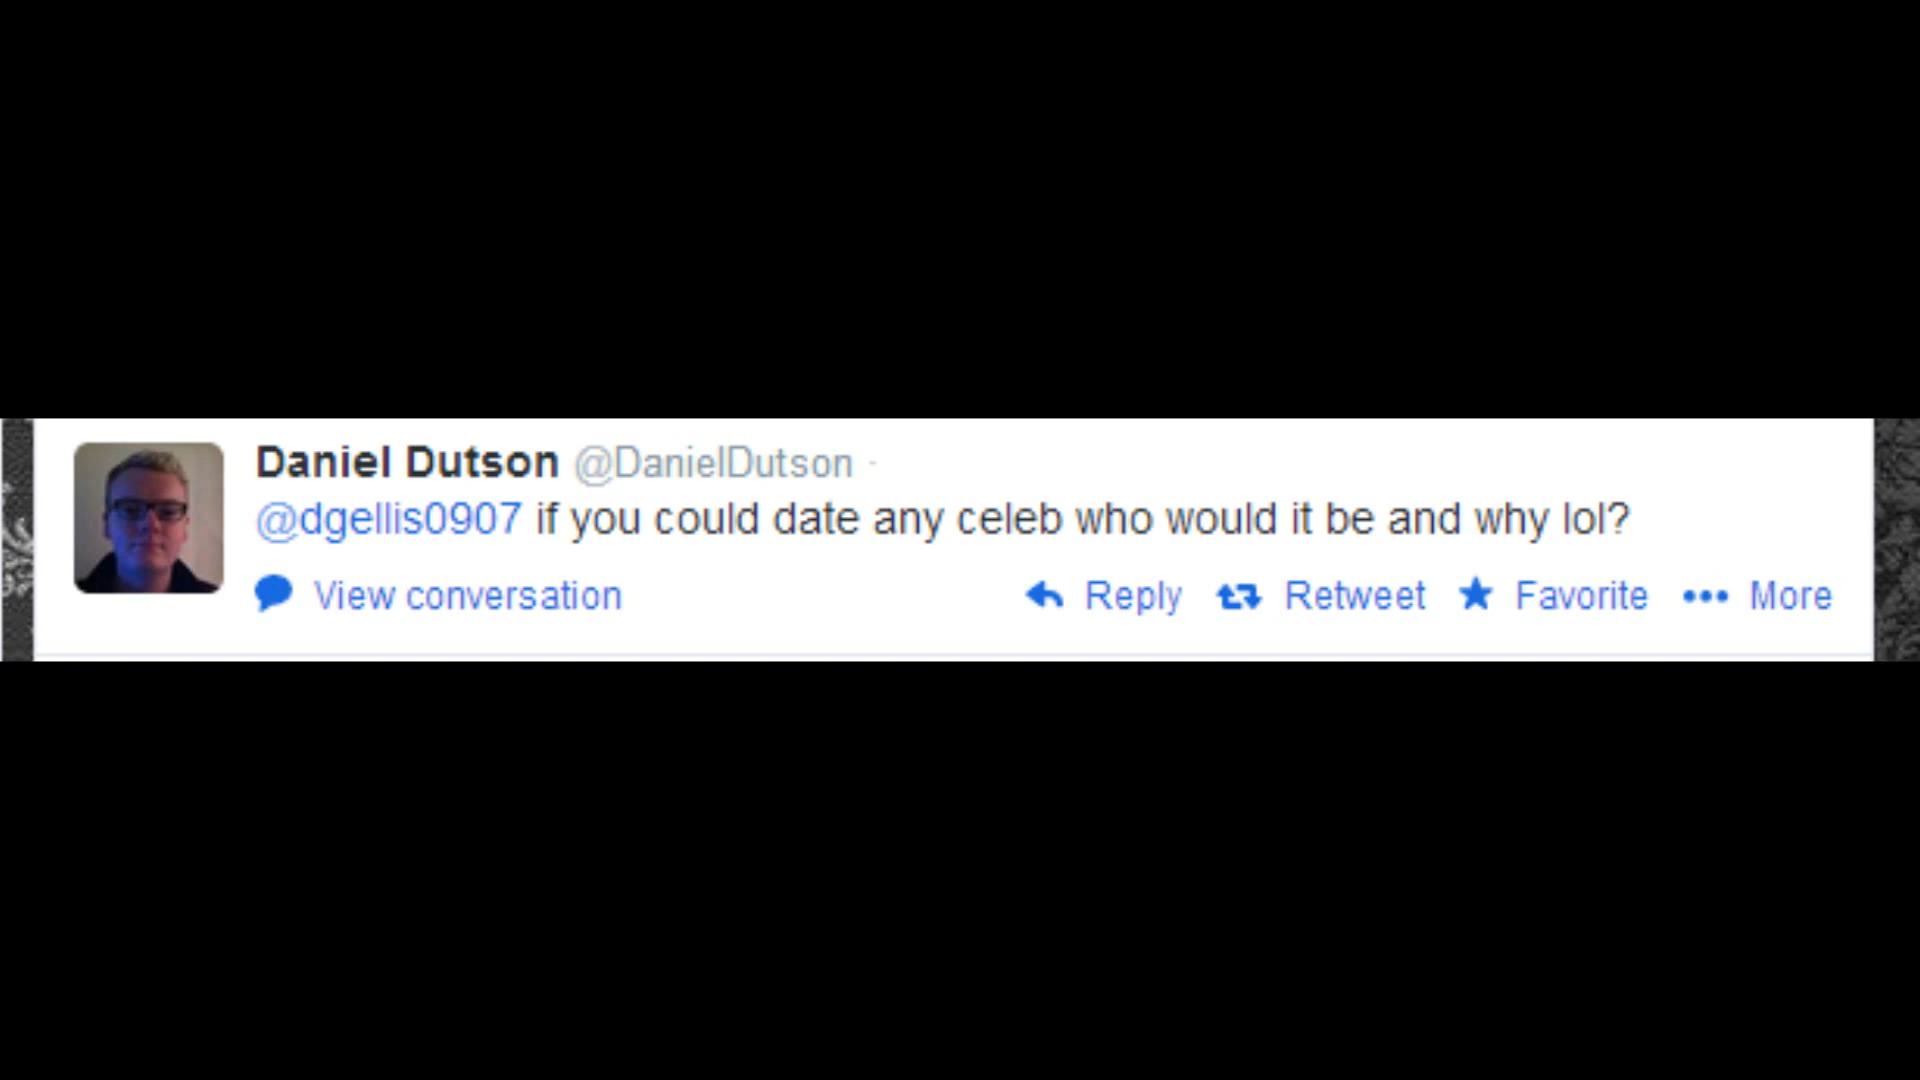 Daniel Dutson @DanielDutson ·
@dgellis0907 if you could date any celeb who would it be and why lol?
View conversation Reply Retweet Favorite More